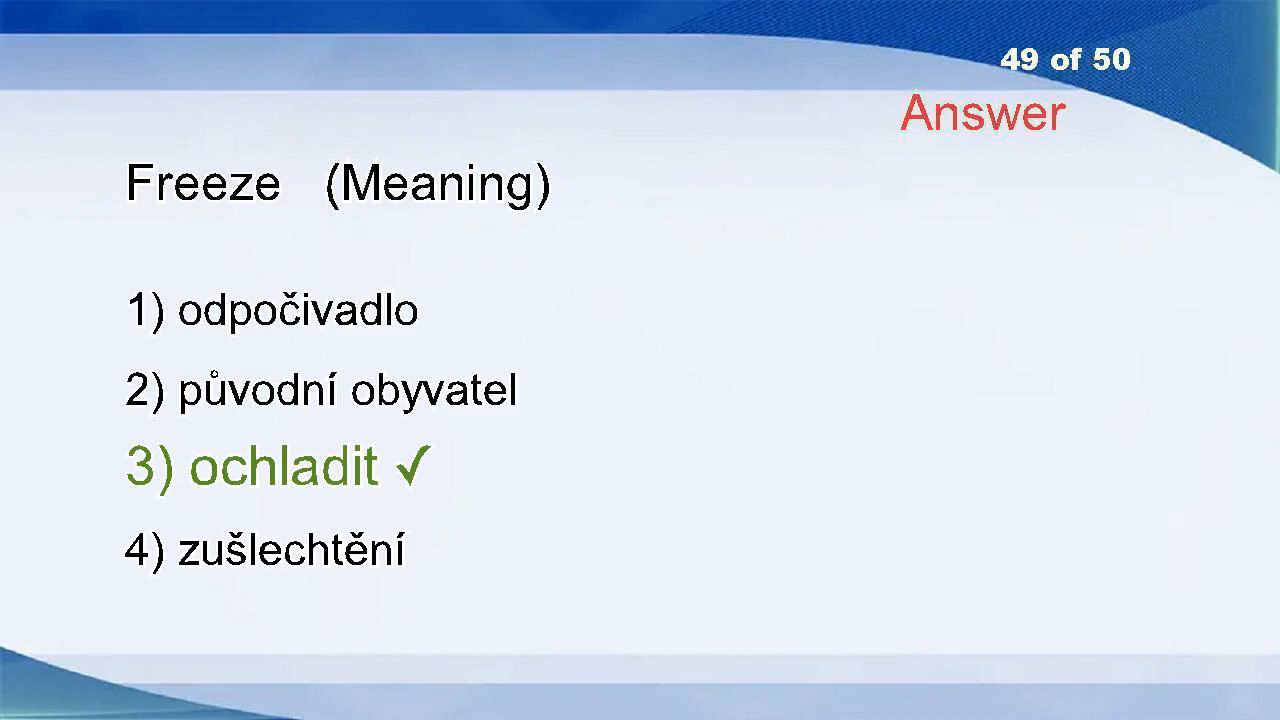 49 of 50
Answer
Freeze (Meaning)
1) odpočivadlo
2) původní obyvatel
3) ochladit ✓
4) zušlechtění